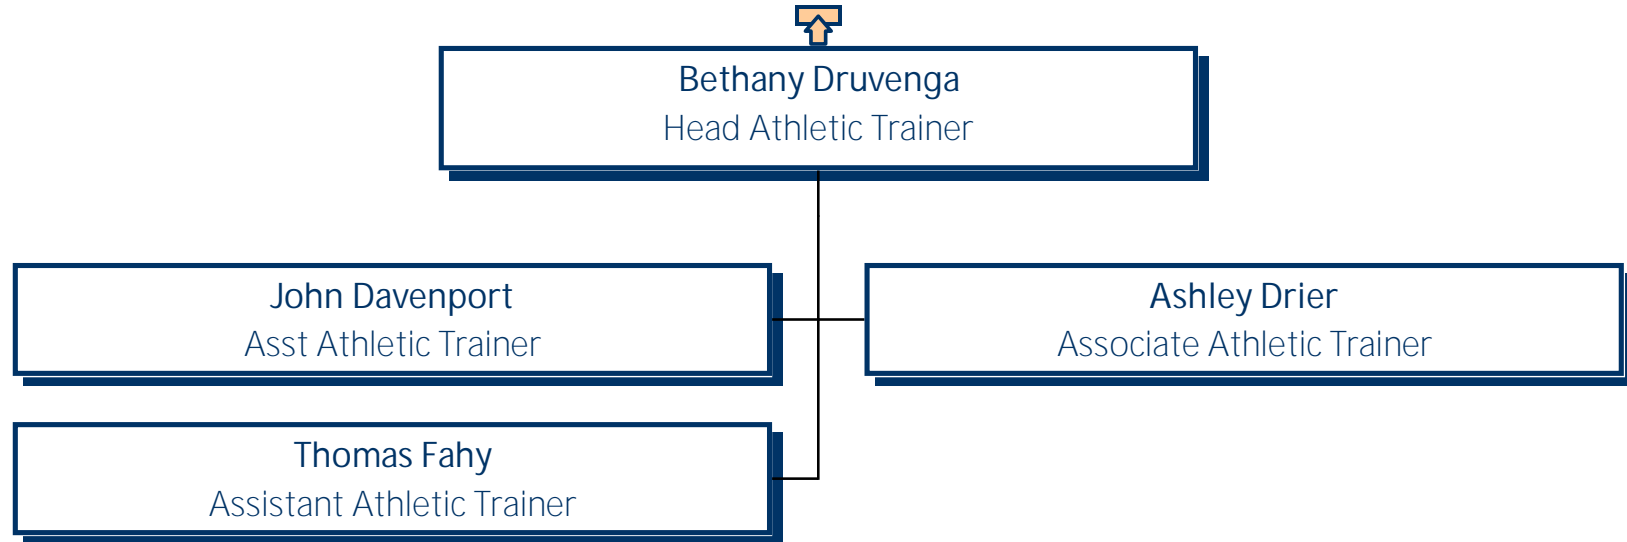 Bethany Druvenga
Head Athletic Trainer
John Davenport
Asst Athletic Trainer
Ashley Drier
Associate Athletic Trainer
Thomas Fahy
Assistant Athletic Trainer